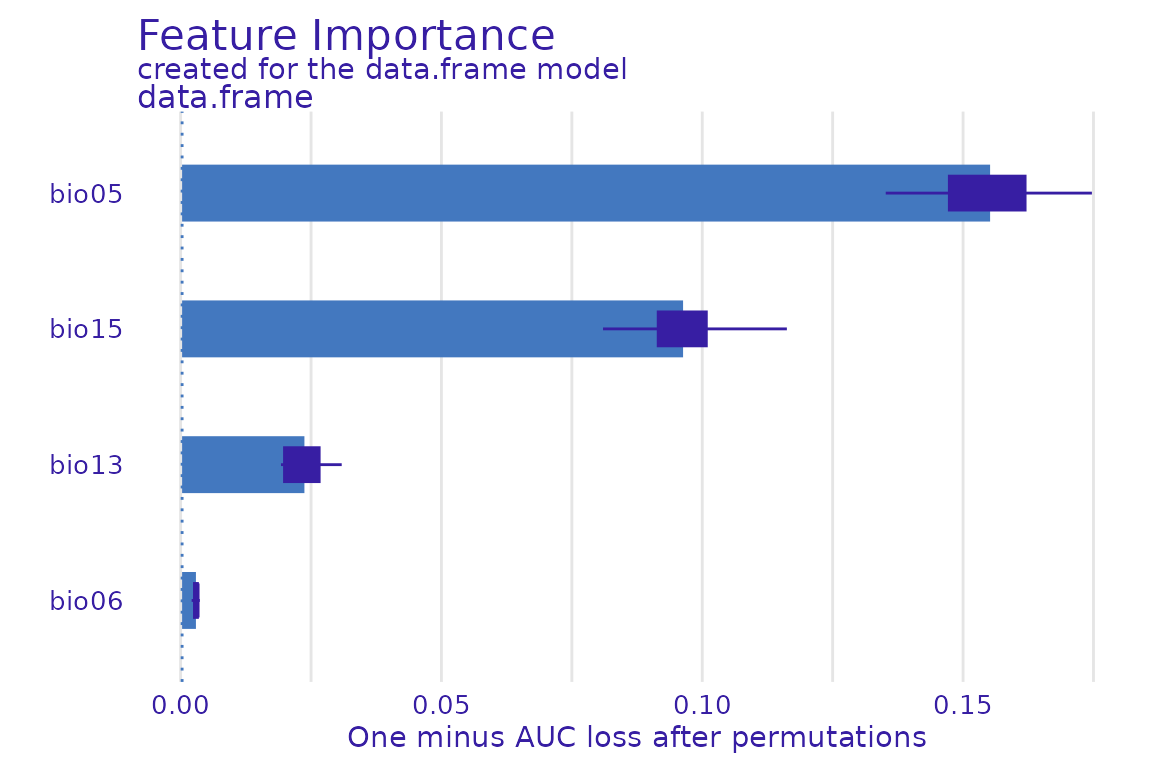 Feature Importance
created for the data.frame model
data.frame
bio05
bio15
bio13
bio06
0.00 0.05 0.10 0.15
One minus AUC loss after permutations